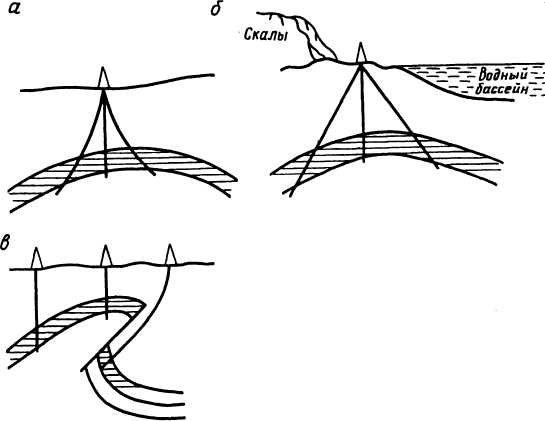 а
б
Скалы
Водный
бассейн
в